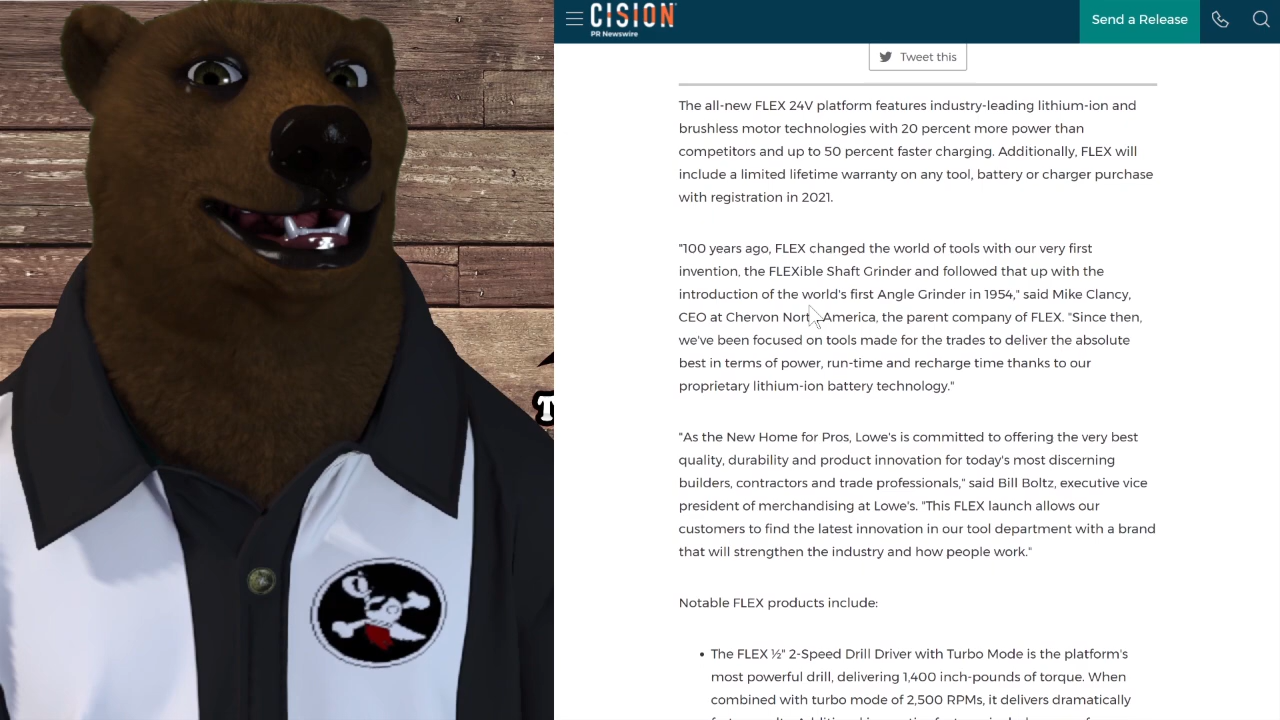 CISION
PR Newswire
Send a Release
Tweet this
The all-new FLEX 24V platform features industry-leading lithium-ion and
brushless motor technologies with 20 percent more power than
competitors and up to 50 percent faster charging. Additionally, FLEX will
include a limited lifetime warranty on any tool, battery or charger purchase
with registration in 2021.
"100 years ago, FLEX changed the world of tools with our very first
invention, the FLEXible Shaft Grinder and followed that up with the
introduction of the world's first Angle Grinder in 1954," said Mike Clancy,
CEO at Chervon North America, the parent company of FLEX. "Since then,
we've been focused on tools made for the trades to deliver the absolute
best in terms of power, run-time and recharge time thanks to our
proprietary lithium-ion battery technology."
"As the New Home for Pros, Lowe's is committed to offering the very best
quality, durability and product innovation for today's most discerning
builders, contractors and trade professionals," said Bill Boltz, executive vice
president of merchandising at Lowe's. "This FLEX launch allows our
customers to find the latest innovation in our tool department with a brand
that will strengthen the industry and how people work."
Notable FLEX products include:
• The FLEX ½" 2-Speed Drill Driver with Turbo Mode is the platform's
most powerful drill, delivering 1,400 inch-pounds of torque. When
combined with turbo mode of 2,500 RPMs, it delivers dramatically